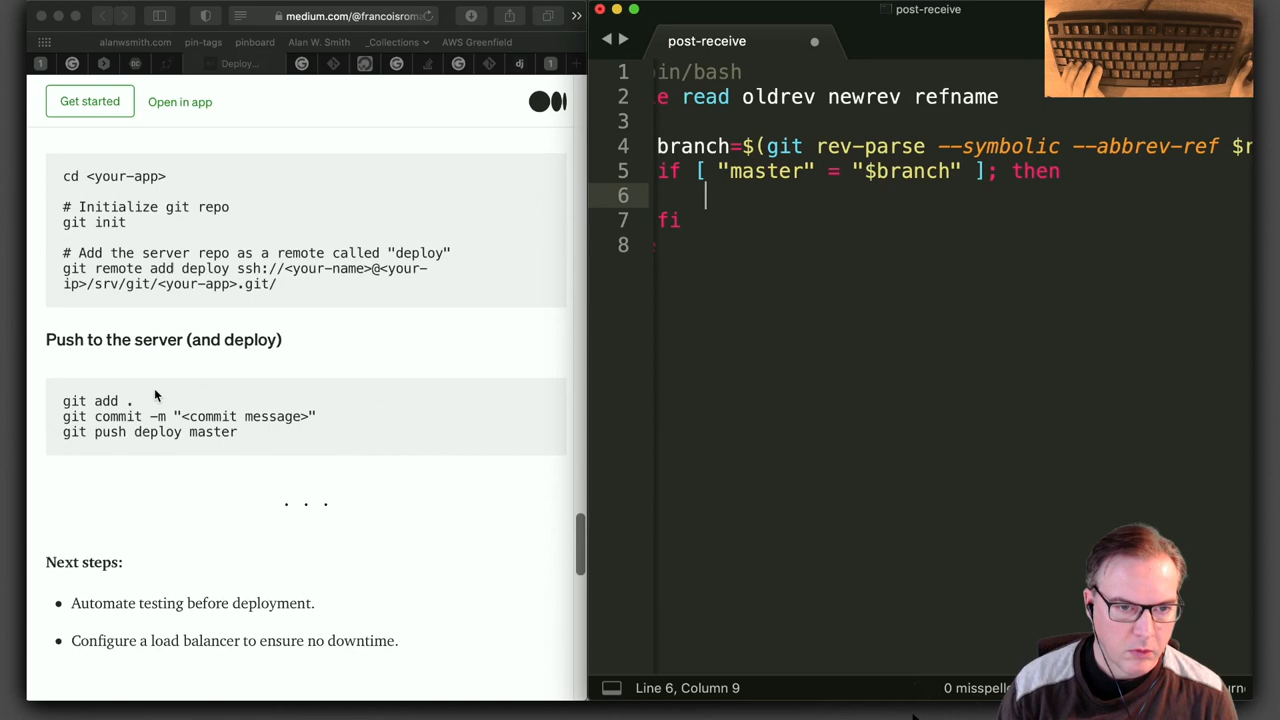 medium.com/@francoisrom
alanwsmith.com pin-tags pinboard Alan W. Smith _Collections AWS Greenfield
1 Deploy... dj 1
Get started Open in app
cd <your-app>
# Initialize git repo
git init
# Add the server repo as a remote called "deploy"
git remote add deploy ssh://<your-name>@<your-
ip>/srv/git/<your-app>.git/
Push to the server (and deploy)
git add .
git commit -m "<commit message>"
git push deploy master
. . .
Next steps:
• Automate testing before deployment.
• Configure a load balancer to ensure no downtime.
post-receive
post-receive
1 in/bash
2 e read oldrev newrev refname
3
4 branch=$(git rev-parse --symbolic --abbrev-ref $r
5 if [ "master" = "$branch" ]; then
6
7 fi
8
Line 6, Column 9 0 misspelle